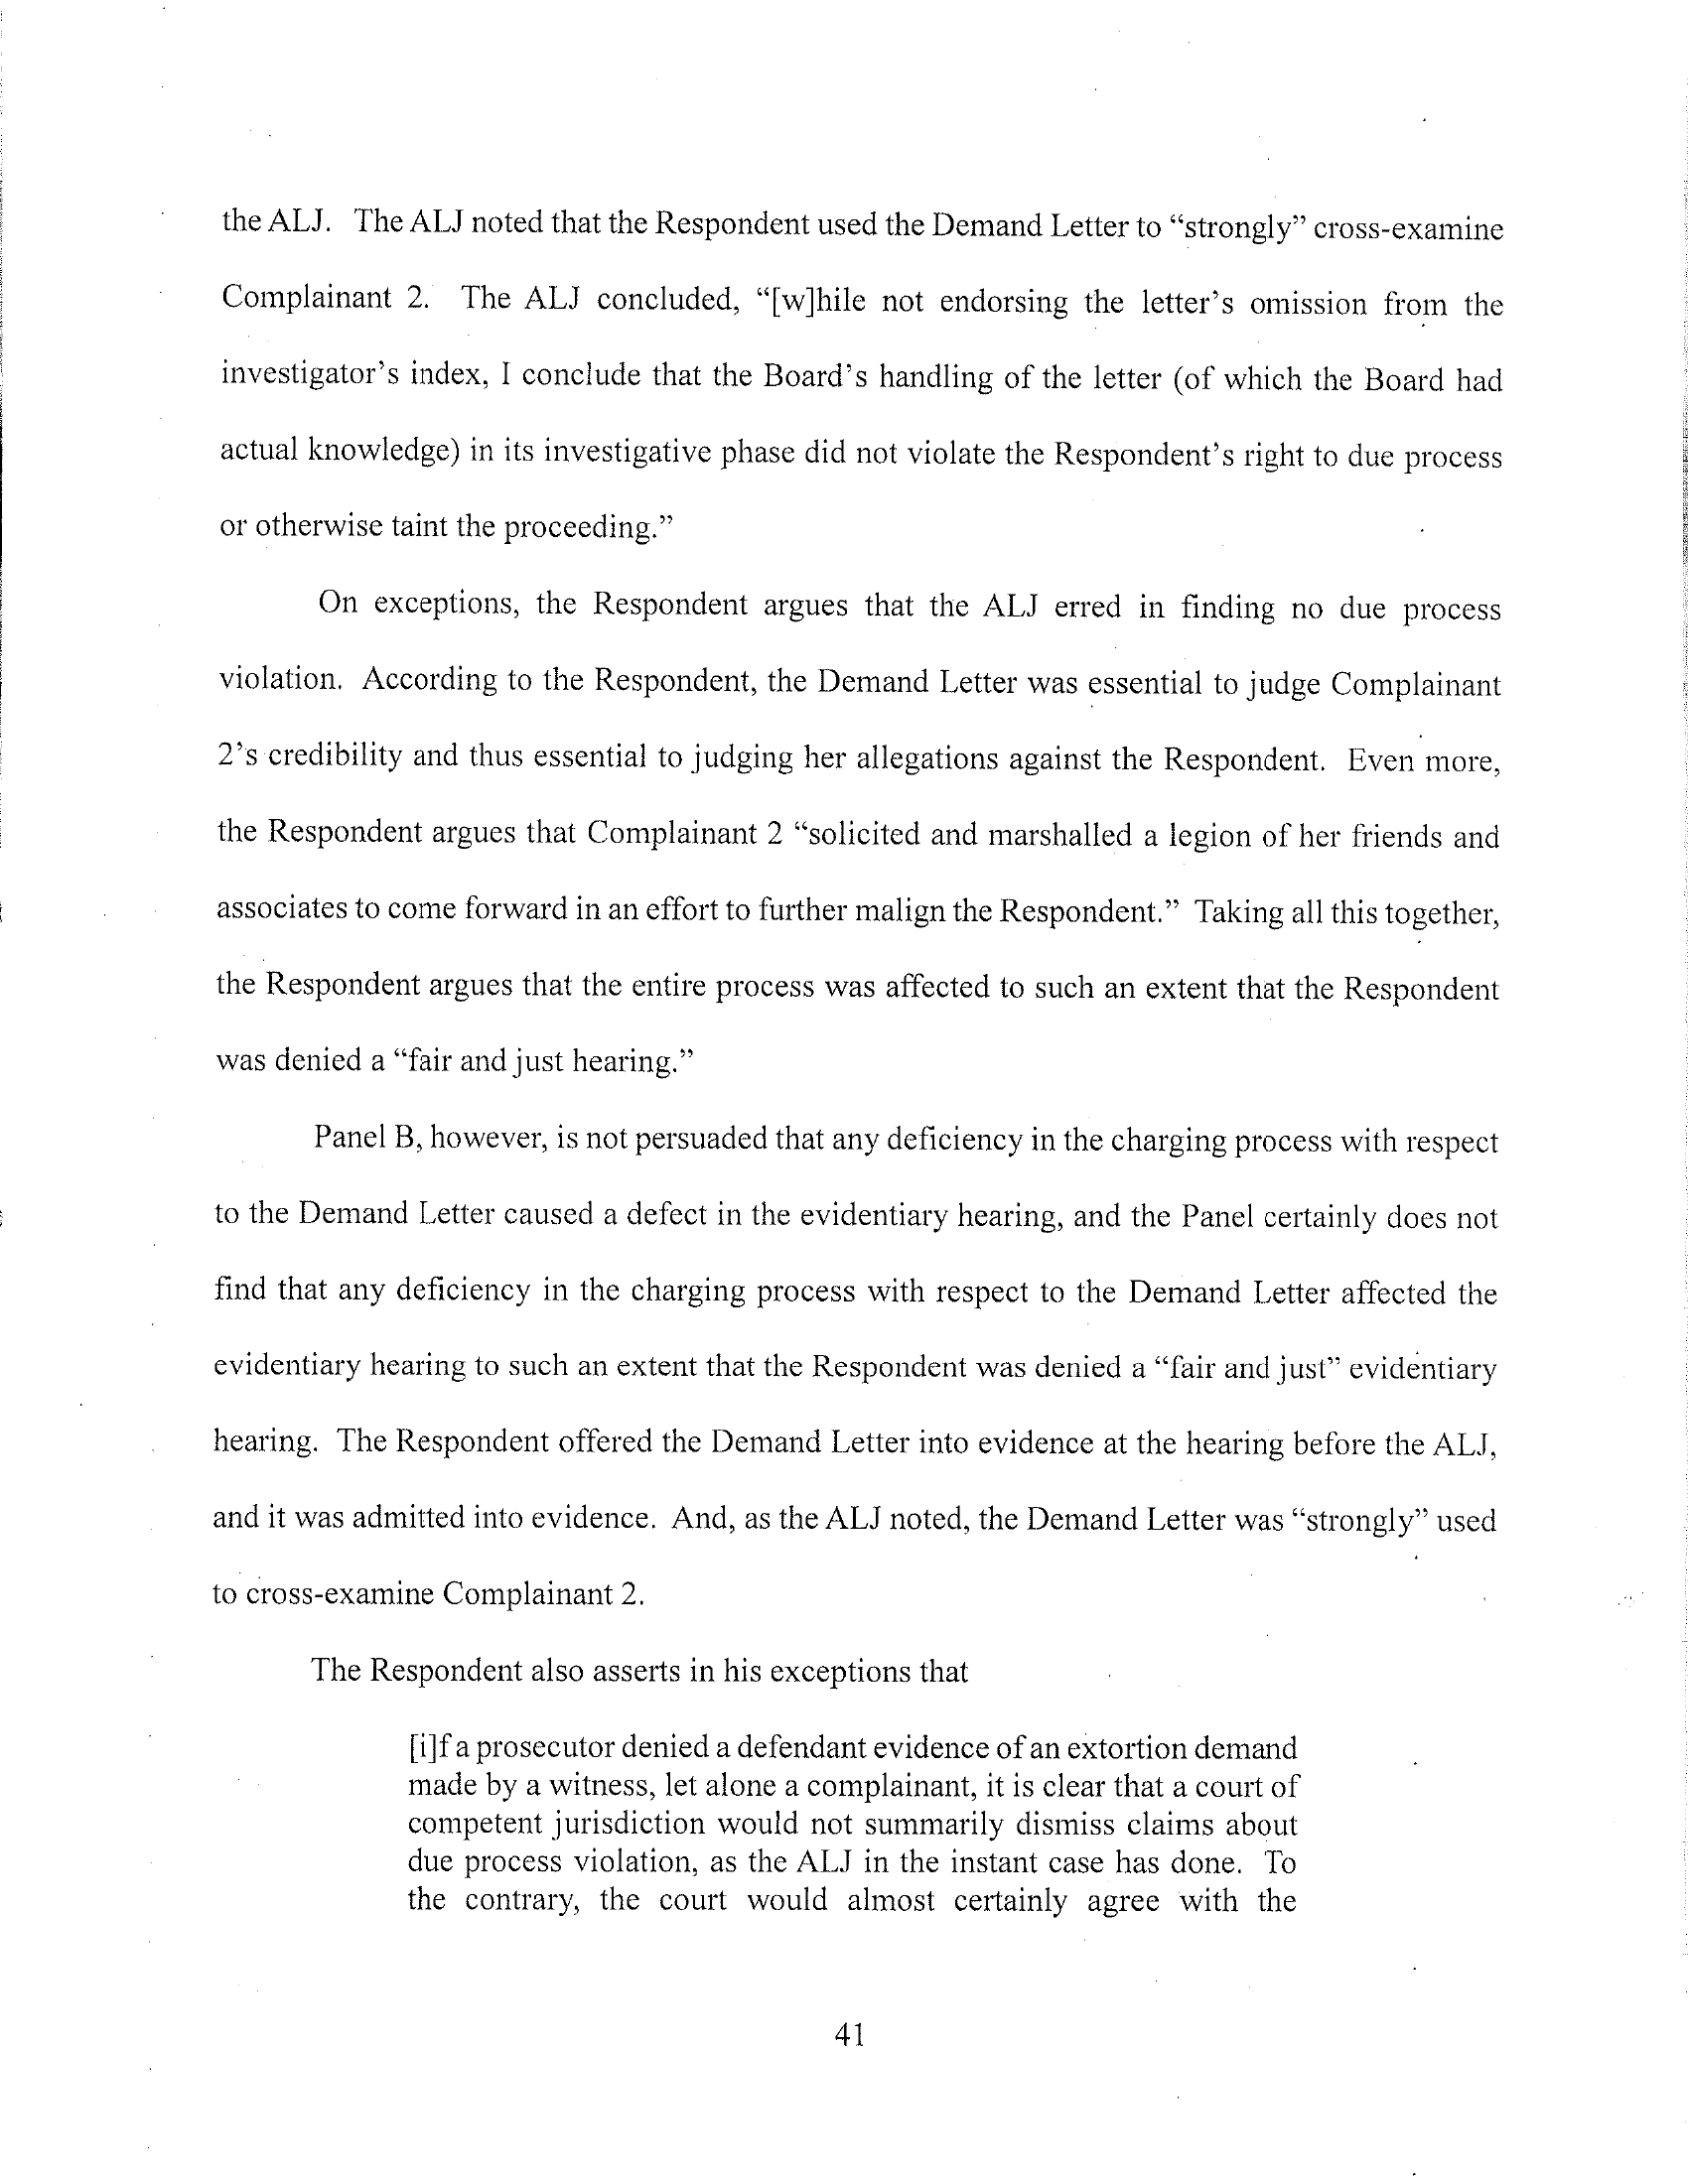 the ALJ. The ALJ noted that the Respondent used the Demand Letter to “strongly” cross-examine
Complainant 2. The ALJ concluded, “[w]hile not endorsing the letter’s omission from the
investigator’s index, I conclude that the Board’s handling of the letter (of which the Board had
actual knowledge) in its investigative phase did not violate the Respondent’s right to due process
or otherwise taint the proceeding.”
On exceptions, the Respondent argues that the ALJ erred in finding no due process
violation. According to the Respondent, the Demand Letter was essential to judge Complainant
2’s credibility and thus essential to judging her allegations against the Respondent. Even more,
the Respondent argues that Complainant 2 “solicited and marshalled a legion of her friends and
associates to come forward in an effort to further malign the Respondent.” Taking all this together,
the Respondent argues that the entire process was affected to such an extent that the Respondent
was denied a “fair and just hearing.”
Panel B, however, is not persuaded that any deficiency in the charging process with respect
to the Demand Letter caused a defect in the evidentiary hearing, and the Panel certainly does not
find that any deficiency in the charging process with respect to the Demand Letter affected the
evidentiary hearing to such an extent that the Respondent was denied a “fair and just” evidentiary
hearing. The Respondent offered the Demand Letter into evidence at the hearing before the ALJ,
and it was admitted into evidence. And, as the ALJ noted, the Demand Letter was “strongly” used
to cross-examine Complainant 2.
The Respondent also asserts in his exceptions that
[i]f a prosecutor denied a defendant evidence of an extortion demand
made by a witness, let alone a complainant, it is clear that a court of
competent jurisdiction would not summarily dismiss claims about
due process violation, as the ALJ in the instant case has done. To
the contrary, the court would almost certainly agree with the
41